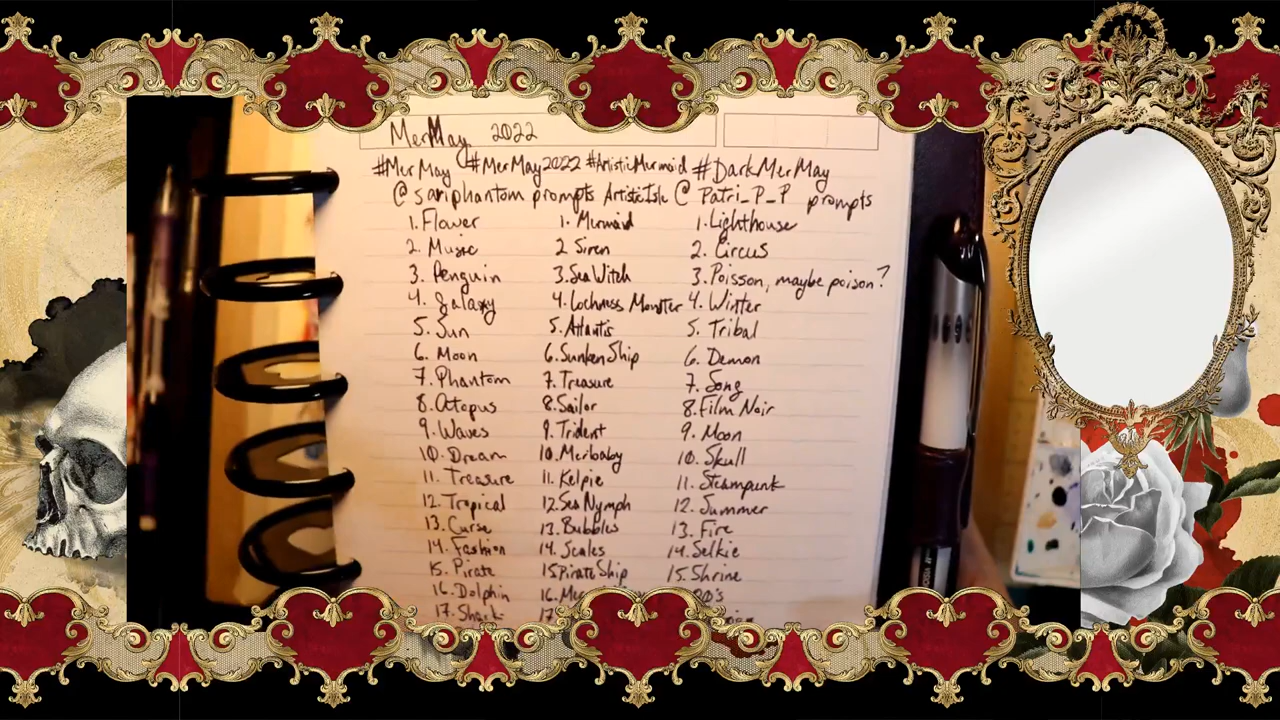 MerMay 2022
#MerMay #MerMay2022 #ArtisticMermaid #DarkMerMay
@sariphantom prompts ArtisticIsle @Patri_P_P prompts
1. Flower 1. Mermaid 1. Lighthouse
2. Music 2 Siren 2. Circus
3. Penguin 3. Sea Witch 3. Poisson, maybe poison?
4. Galaxy 4. Lochness Monster 4. Winter
5. Sun 5. Atlantis 5. Tribal
6. Moon 6. Sunken Ship 6. Demon
7. Phantom 7. Treasure 7. Song
8. Octopus 8. Sailor 8. Film Noir
9. Waves 9. Trident 9. Moon
10. Dream 10. Merbaby 10. Skull
11. Treasure 11. Kelpie 11. Steampunk
12. Tropical 12. Sea Nymph 12. Summer
13. Curse 13. Bubbles 13. Fire
14. Fashion 14. Scales 14. Selkie
15. Pirate 15 Pirate Ship 15. Shrine
16. Dolphin 16. 0's
17. Shark 17